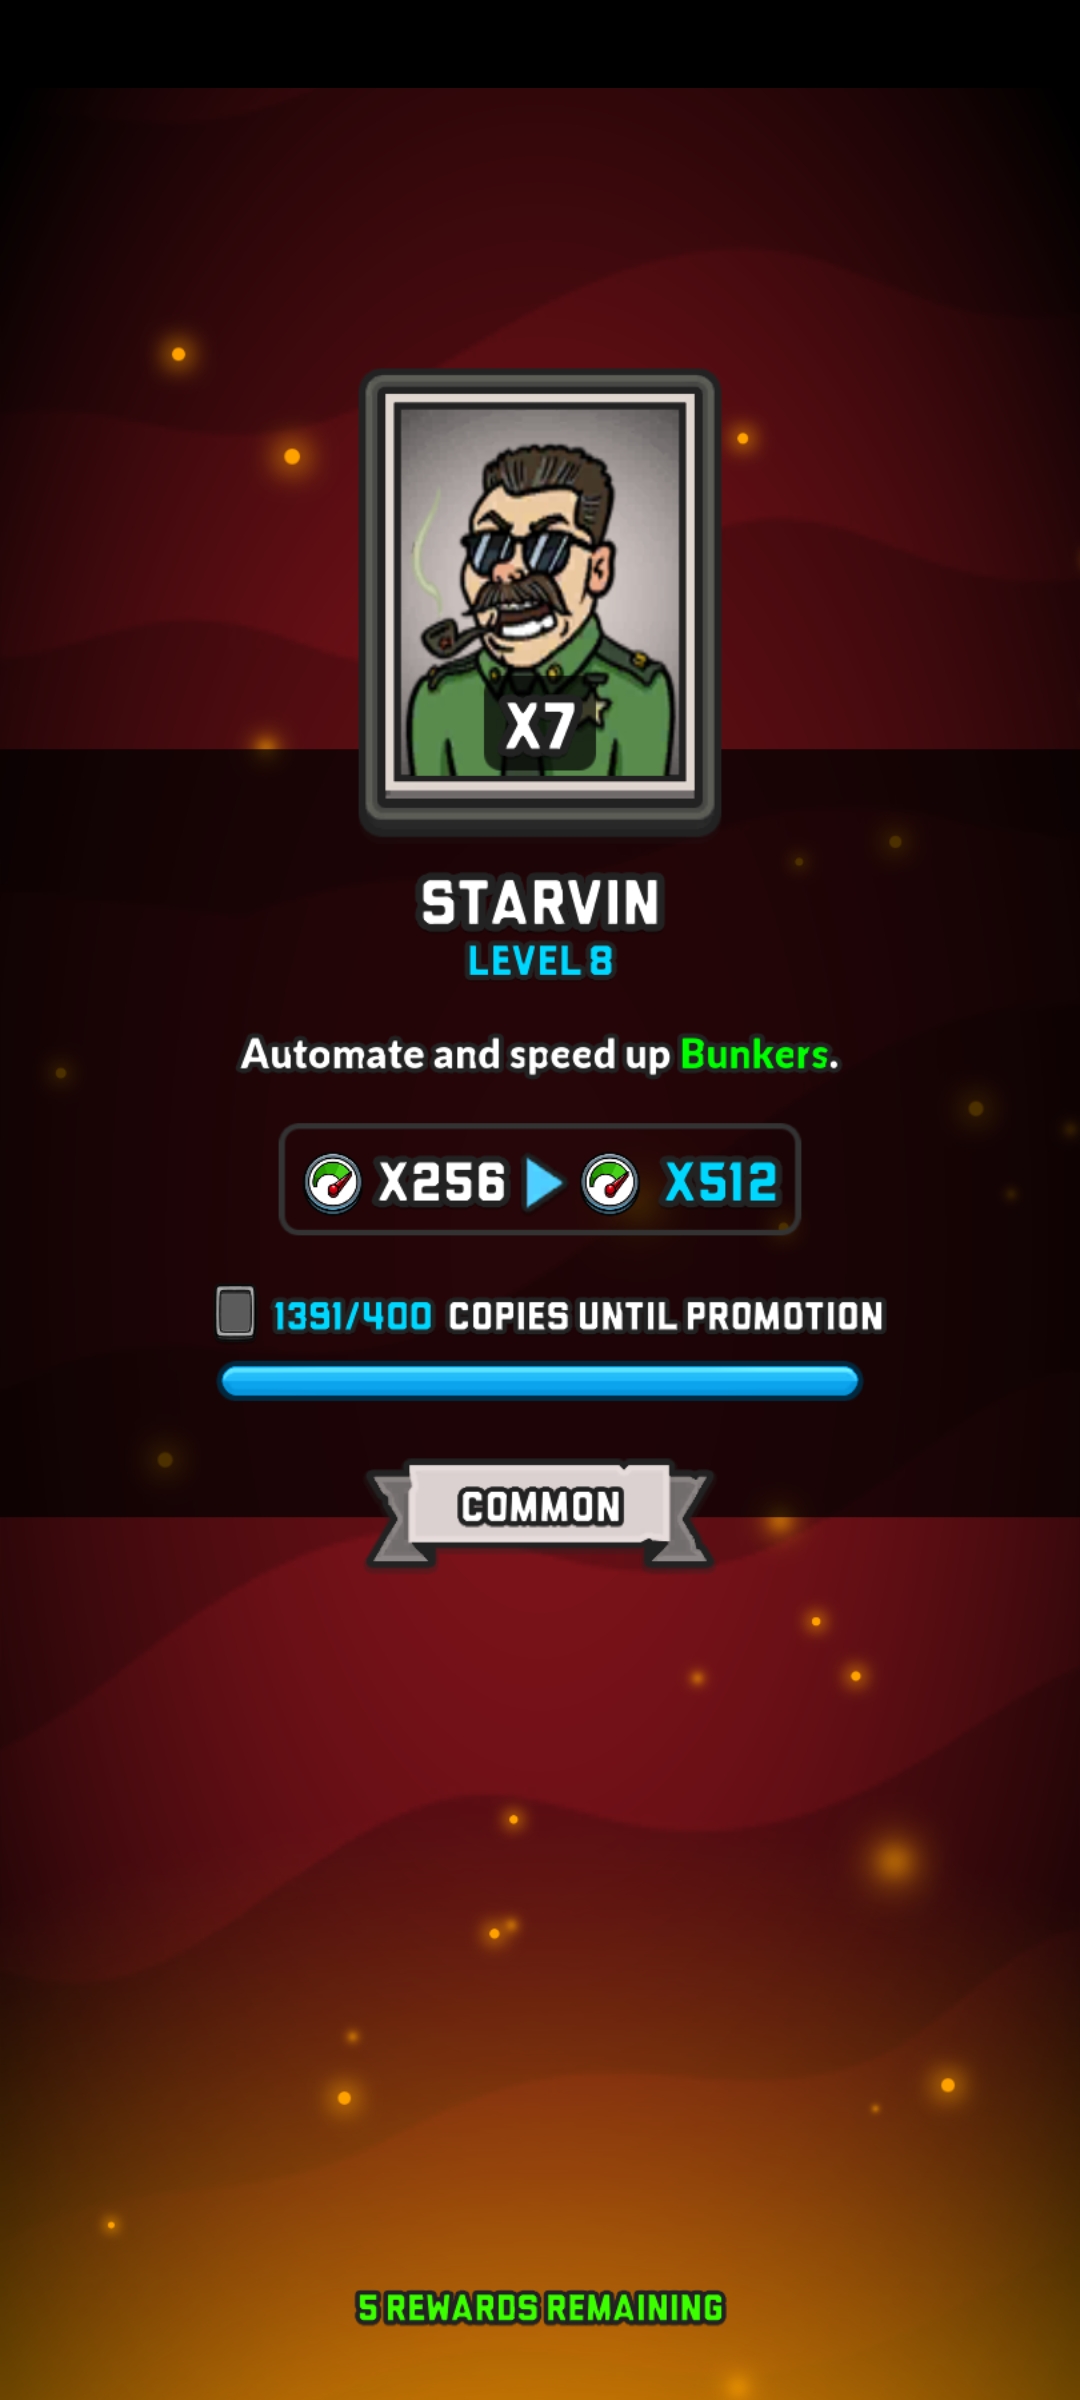 X7
STARVIN
LEVEL 8
Automate and speed up Bunkers.
X256 X512
1391/400 COPIES UNTIL PROMOTION
COMMON
5 REWARDS REMAINING